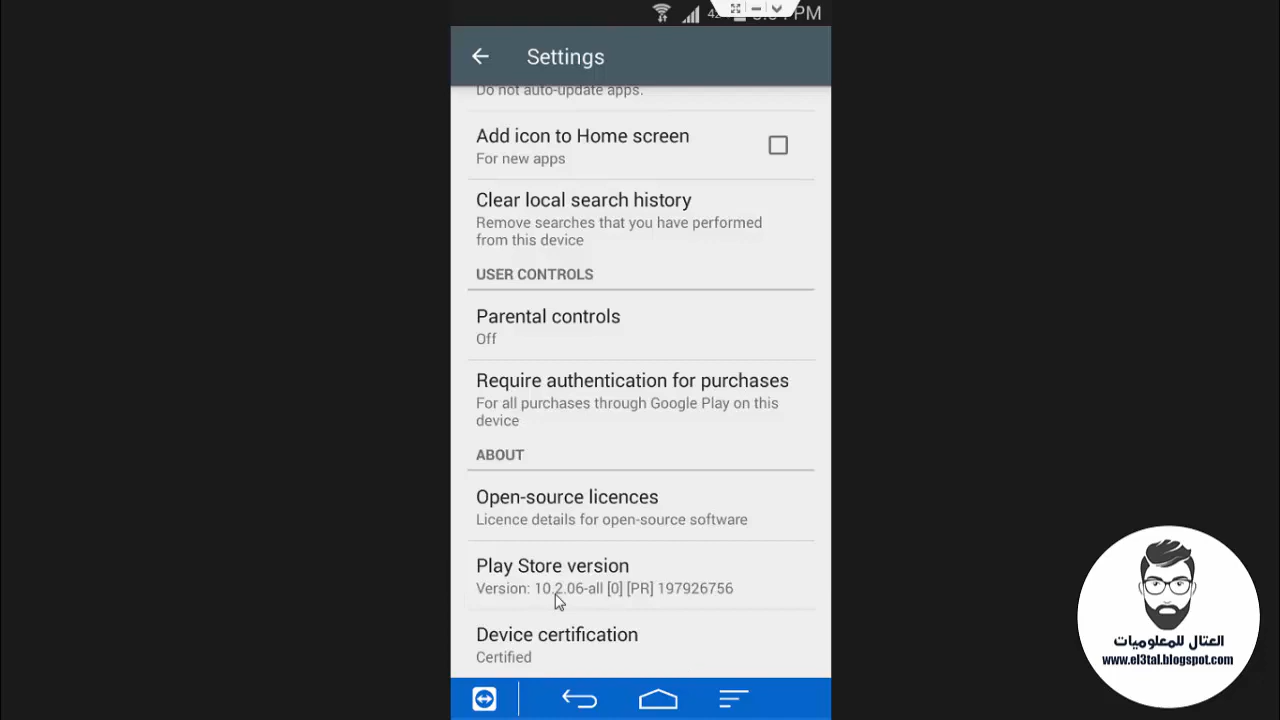 Settings
Do not auto-update apps.
Add icon to Home screen
For new apps
Clear local search history
Remove searches that you have performed
from this device
USER CONTROLS
Parental controls
Off
Require authentication for purchases
For all purchases through Google Play on this
device
ABOUT
Open-source licences
Licence details for open-source software
Play Store version
Version: 10.2.06-all [0] [PR] 197926756
Device certification
Certified
العتال للمعلوميات
www.el3tal.blogspot.com